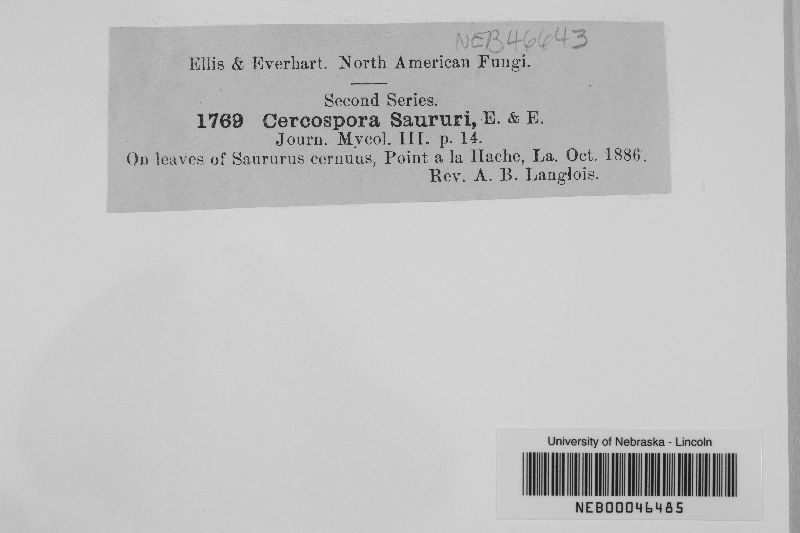 NEB46643
Ellis & Everhart. North American Fungi.
Second Series.
1769 Cercospora Saururi, E. & E.
Journ. Mycol. III. p. 14.
On leaves of Saururus cernuus, Point a la Hache, La. Oct. 1886.
Rev. A. B. Langlois.
University of Nebraska - Lincoln
NEB00046485